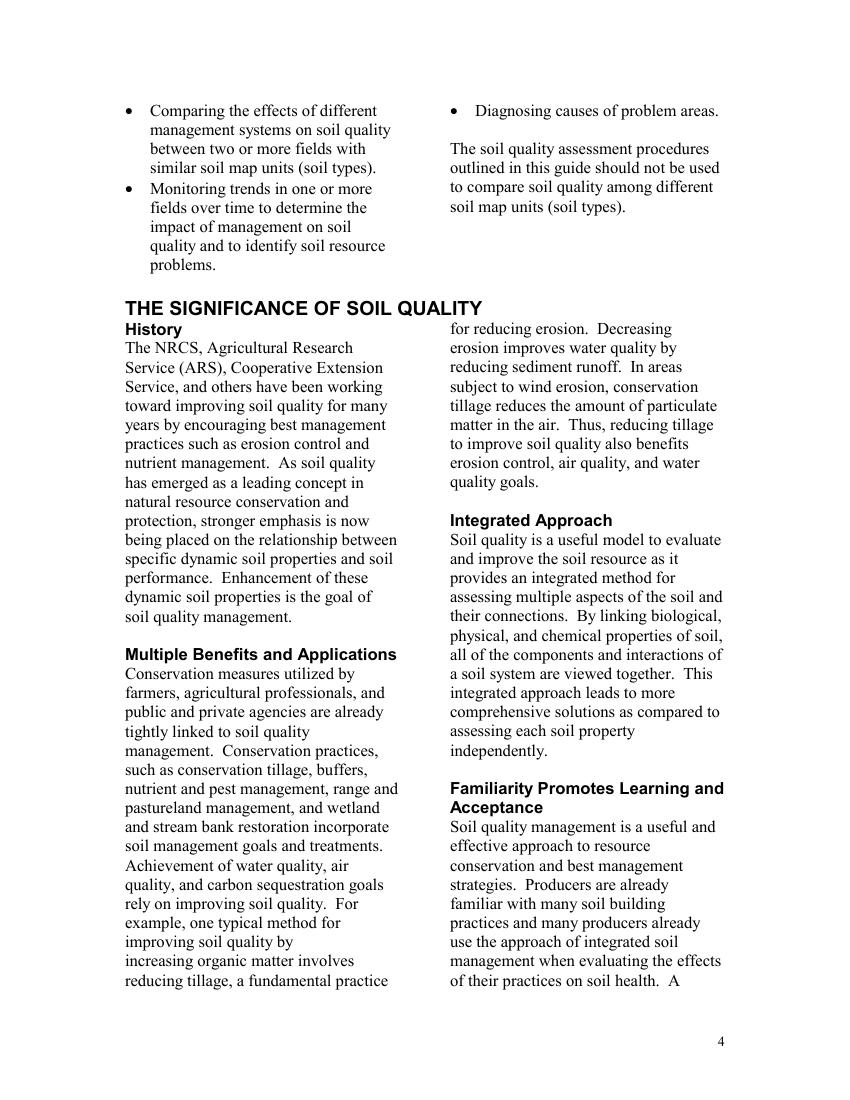 • Comparing the effects of different
management systems on soil quality
between two or more fields with
similar soil map units (soil types).
• Monitoring trends in one or more
fields over time to determine the
impact of management on soil
quality and to identify soil resource
problems.
• Diagnosing causes of problem areas.
The soil quality assessment procedures
outlined in this guide should not be used
to compare soil quality among different
soil map units (soil types).
THE SIGNIFICANCE OF SOIL QUALITY
History
The NRCS, Agricultural Research
Service (ARS), Cooperative Extension
Service, and others have been working
toward improving soil quality for many
years by encouraging best management
practices such as erosion control and
nutrient management.  As soil quality
has emerged as a leading concept in
natural resource conservation and
protection, stronger emphasis is now
being placed on the relationship between
specific dynamic soil properties and soil
performance.  Enhancement of these
dynamic soil properties is the goal of
soil quality management.
Multiple Benefits and Applications
Conservation measures utilized by
farmers, agricultural professionals, and
public and private agencies are already
tightly linked to soil quality
management.  Conservation practices,
such as conservation tillage, buffers,
nutrient and pest management, range and
pastureland management, and wetland
and stream bank restoration incorporate
soil management goals and treatments.
Achievement of water quality, air
quality, and carbon sequestration goals
rely on improving soil quality.  For
example, one typical method for
improving soil quality by
increasing organic matter involves
reducing tillage, a fundamental practice
for reducing erosion.  Decreasing
erosion improves water quality by
reducing sediment runoff.  In areas
subject to wind erosion, conservation
tillage reduces the amount of particulate
matter in the air.  Thus, reducing tillage
to improve soil quality also benefits
erosion control, air quality, and water
quality goals.
Integrated Approach
Soil quality is a useful model to evaluate
and improve the soil resource as it
provides an integrated method for
assessing multiple aspects of the soil and
their connections.  By linking biological,
physical, and chemical properties of soil,
all of the components and interactions of
a soil system are viewed together.  This
integrated approach leads to more
comprehensive solutions as compared to
assessing each soil property
independently.
Familiarity Promotes Learning and
Acceptance
Soil quality management is a useful and
effective approach to resource
conservation and best management
strategies.  Producers are already
familiar with many soil building
practices and many producers already
use the approach of integrated soil
management when evaluating the effects
of their practices on soil health.  A
4